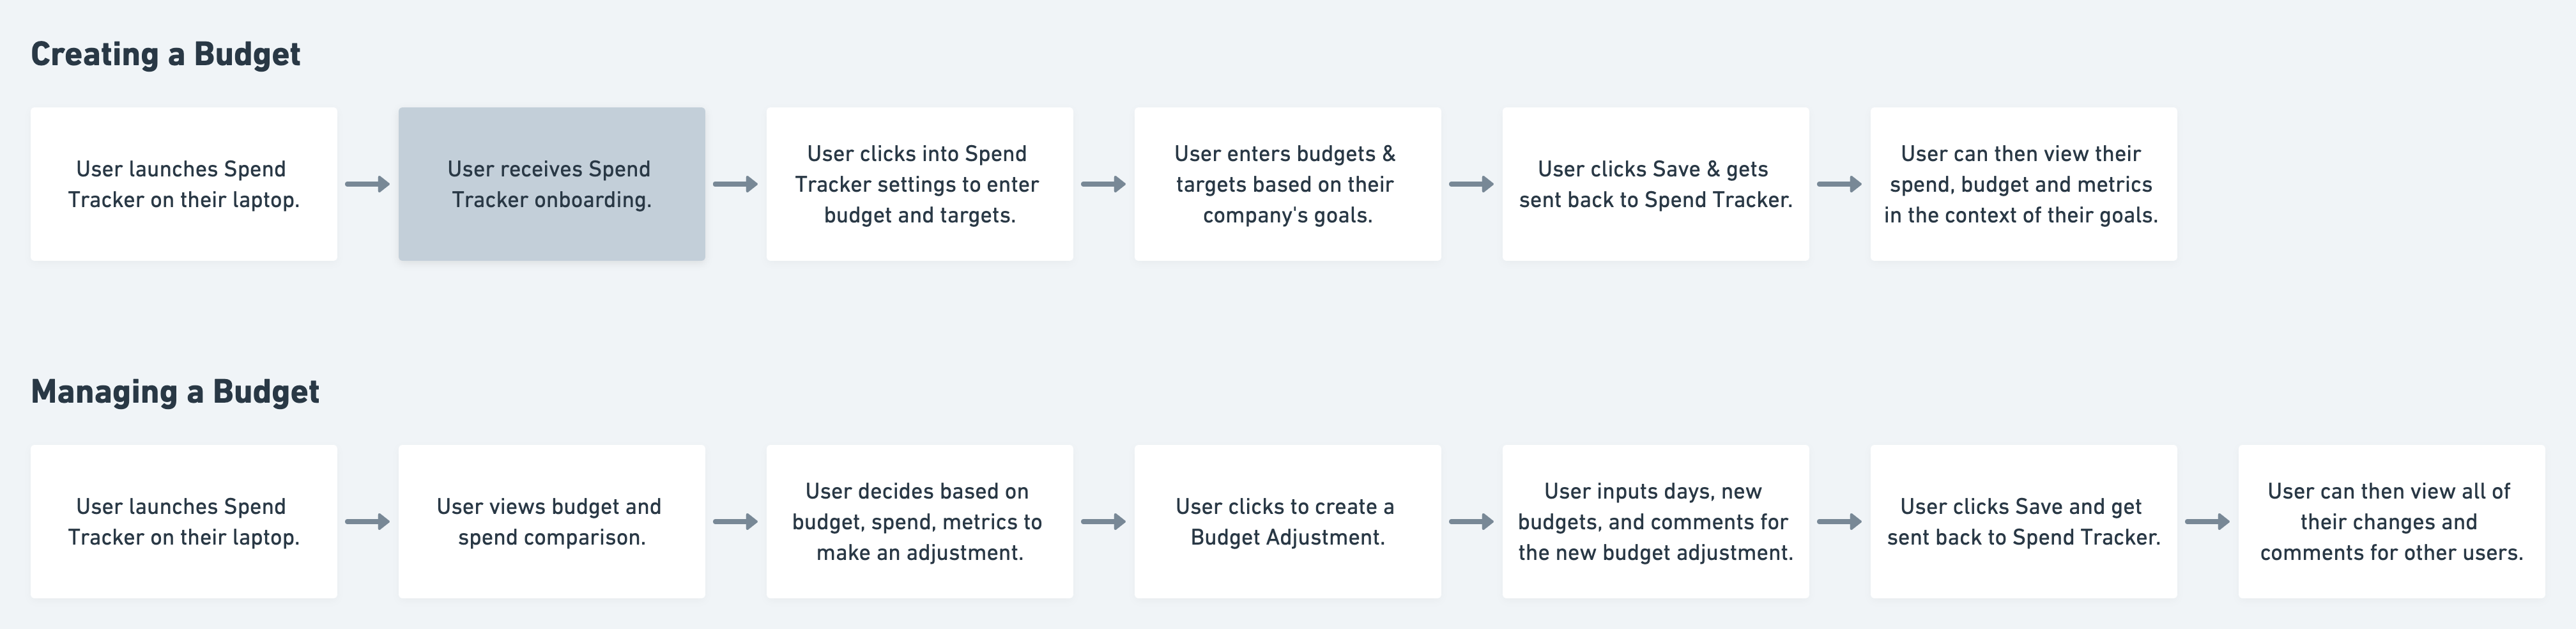 Creating a Budget
User launches Spend
Tracker on their laptop.
User receives Spend
Tracker onboarding.
User clicks into Spend
Tracker settings to enter
budget and targets.
User enters budgets &
targets based on their
company's goals.
User clicks Save & gets
sent back to Spend Tracker.
User can then view their
spend, budget and metrics
in the context of their goals.
Managing a Budget
User launches Spend
Tracker on their laptop.
User views budget and
spend comparison.
User decides based on
budget, spend, metrics to
make an adjustment.
User clicks to create a
Budget Adjustment.
User inputs days, new
budgets, and comments for
the new budget adjustment.
User clicks Save and get
sent back to Spend Tracker.
User can then view all of
their changes and
comments for other users.